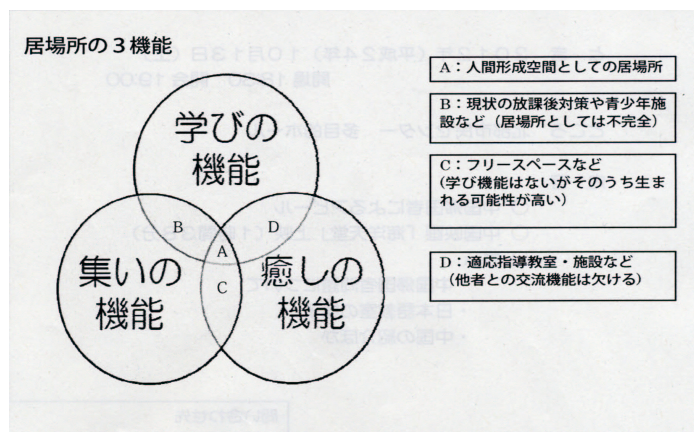 居場所の3機能
A:人間形成空間としての居場所
B:現状の放課後対策や青少年施
設など(居場所としては不完全)
C:フリースペースなど
(学び機能はないがそのうち生ま
れる可能性が高い)
D:適応指導教室・施設など
(他者との交流機能は欠ける)
学びの
機能
B
D
A
C
集いの
機能
癒しの
機能